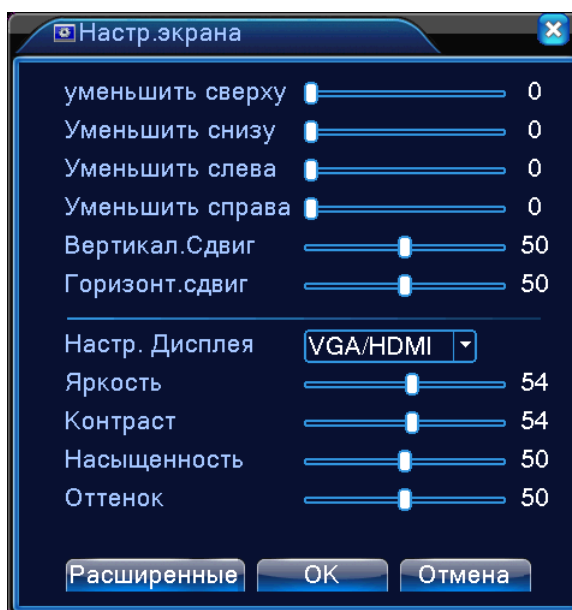 Настр.экрана
уменьшить сверху 0
Уменьшить снизу 0
Уменьшить слева 0
Уменьшить справа 0
Вертикал.Сдвиг 50
Горизонт.сдвиг 50
Настр. Дисплея VGA/HDMI
Яркость 54
Контраст 54
Насыщенность 50
Оттенок 50
Расширенные OK Отмена